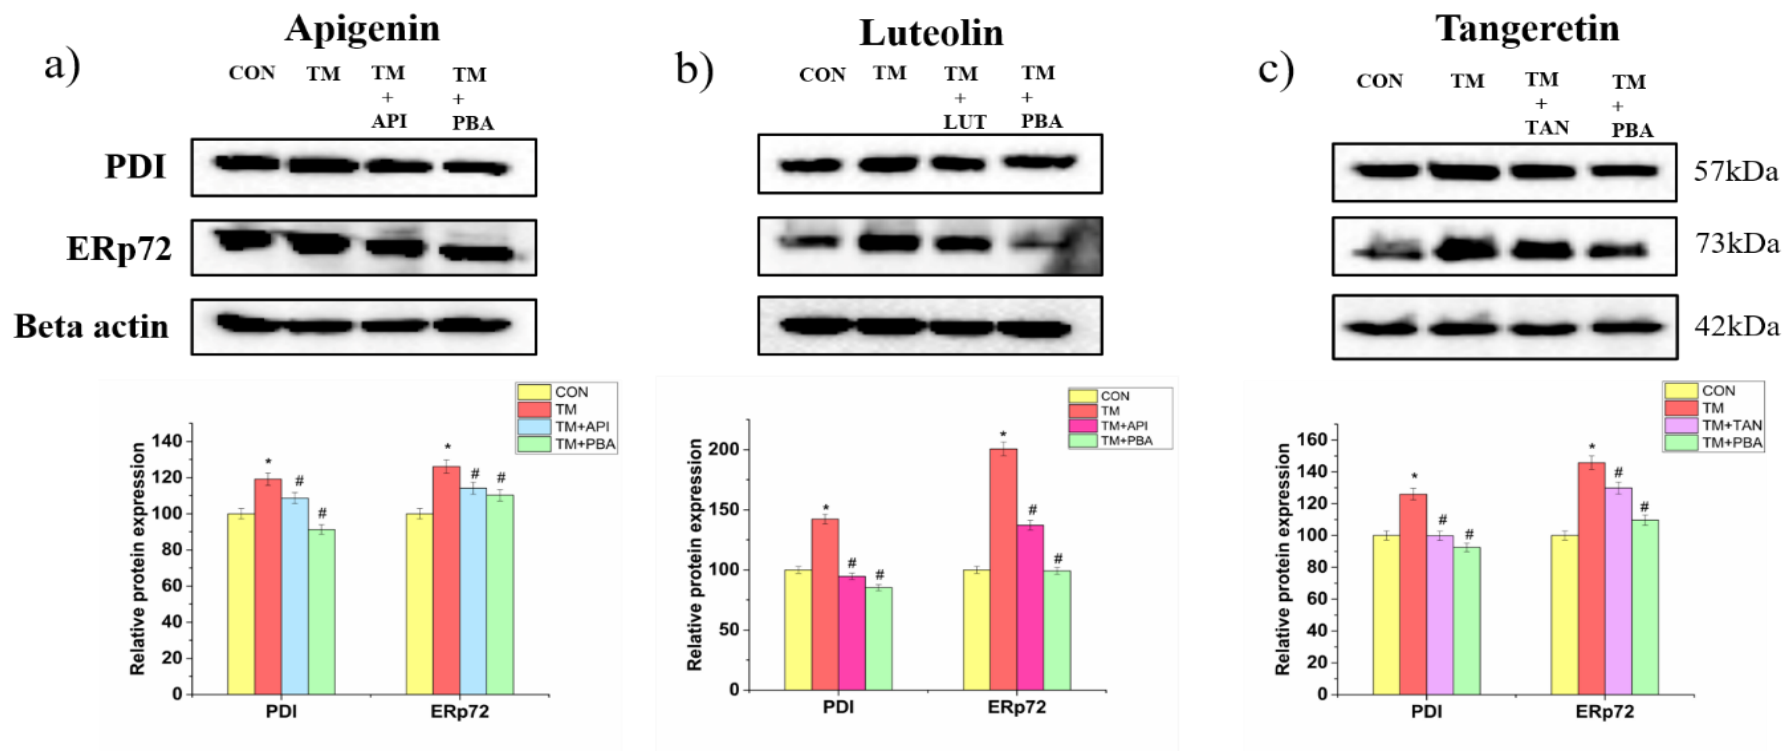 Apigenin
a)
CON TM TM + API TM + PBA
PDI
ERp72
Beta actin
CON
TM
TM+API
TM+PBA
Relative protein expression
140
120
100
80
60
40
20
0
* # #
* # #
PDI ERp72
Luteolin
b)
CON TM TM + LUT TM + PBA
CON
TM
TM+API
TM+PBA
Relative protein expression
200
150
100
50
0
* # #
* # #
PDI ERp72
Tangeretin
c)
CON TM TM + TAN TM + PBA
57kDa
73kDa
42kDa
CON
TM
TM+TAN
TM+PBA
Relative protein expression
160
140
120
100
80
60
40
20
0
* # #
* # #
PDI ERp72